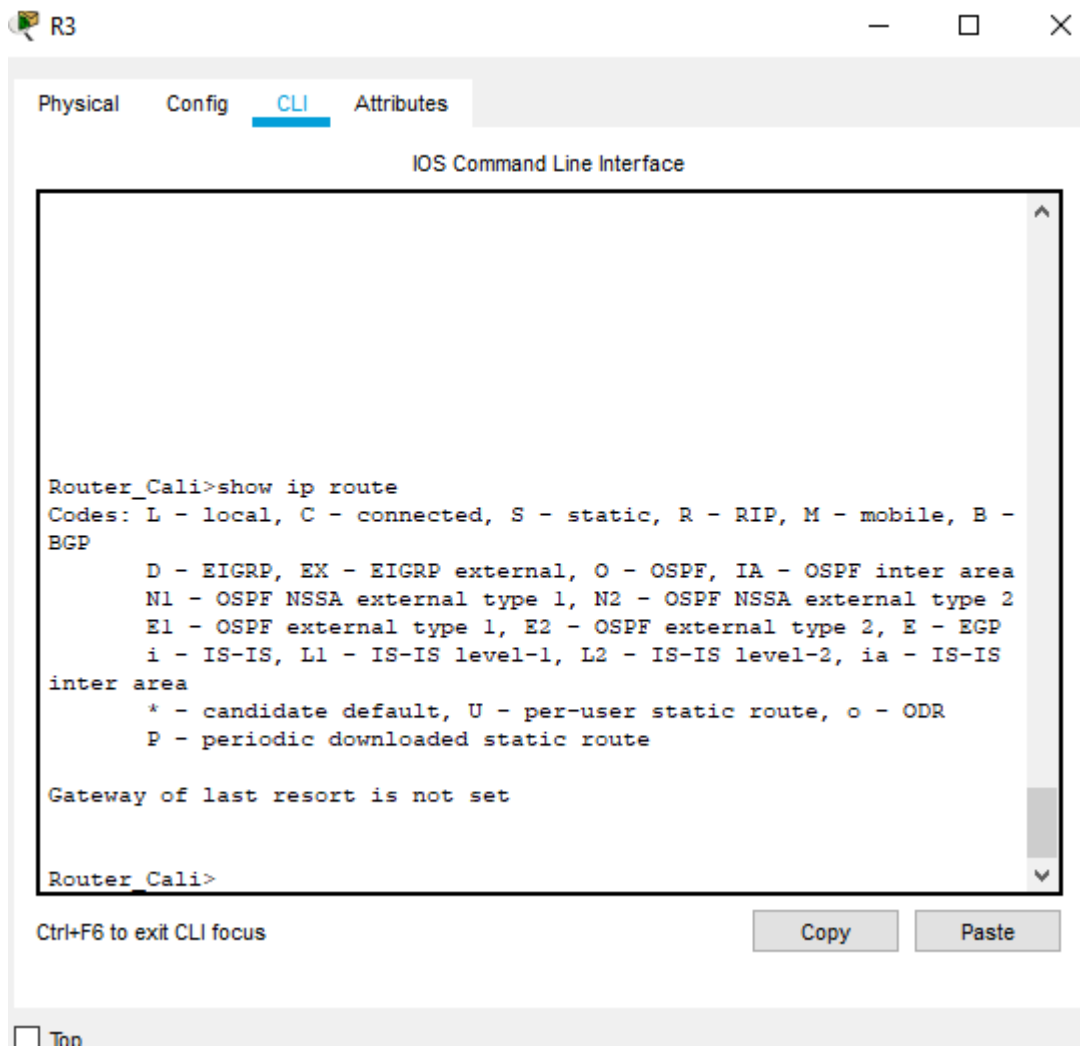 R3
Physical Config CLI Attributes
IOS Command Line Interface
Router_Cali>show ip route
Codes: L - local, C - connected, S - static, R - RIP, M - mobile, B -
BGP
D - EIGRP, EX - EIGRP external, O - OSPF, IA - OSPF inter area
N1 - OSPF NSSA external type 1, N2 - OSPF NSSA external type 2
E1 - OSPF external type 1, E2 - OSPF external type 2, E - EGP
i - IS-IS, L1 - IS-IS level-1, L2 - IS-IS level-2, ia - IS-IS
inter area
* - candidate default, U - per-user static route, o - ODR
P - periodic downloaded static route
Gateway of last resort is not set
Router_Cali>
Ctrl+F6 to exit CLI focus
Copy Paste
Top